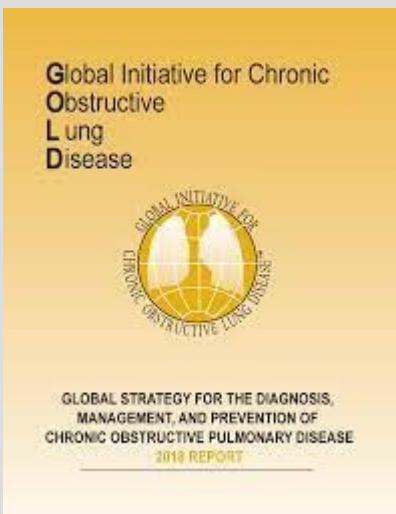 Global Initiative for Chronic
Obstructive
Lung
Disease
GLOBAL INITIATIVE FOR
CHRONIC OBSTRUCTIVE LUNG DISEASE
GLOBAL STRATEGY FOR THE DIAGNOSIS,
MANAGEMENT, AND PREVENTION OF
CHRONIC OBSTRUCTIVE PULMONARY DISEASE
2018 REPORT